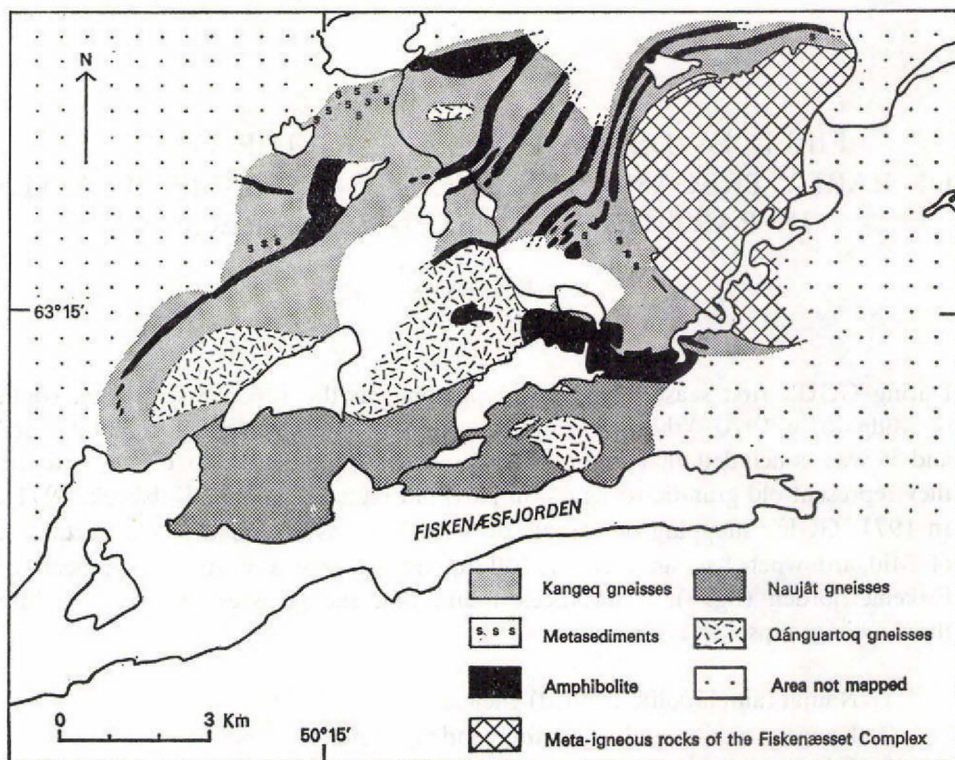 N
63°15'
s s s s s s s
s s s
s s s s
s
FISKENÆSFJORDEN
Kangeq gneisses
Naujât gneisses
s. s s
Metasediments
Qánguartoq gneisses
Amphibolite
Area not mapped
0 3 Km
50°15'
Meta-igneous rocks of the Fiskenæsset Complex